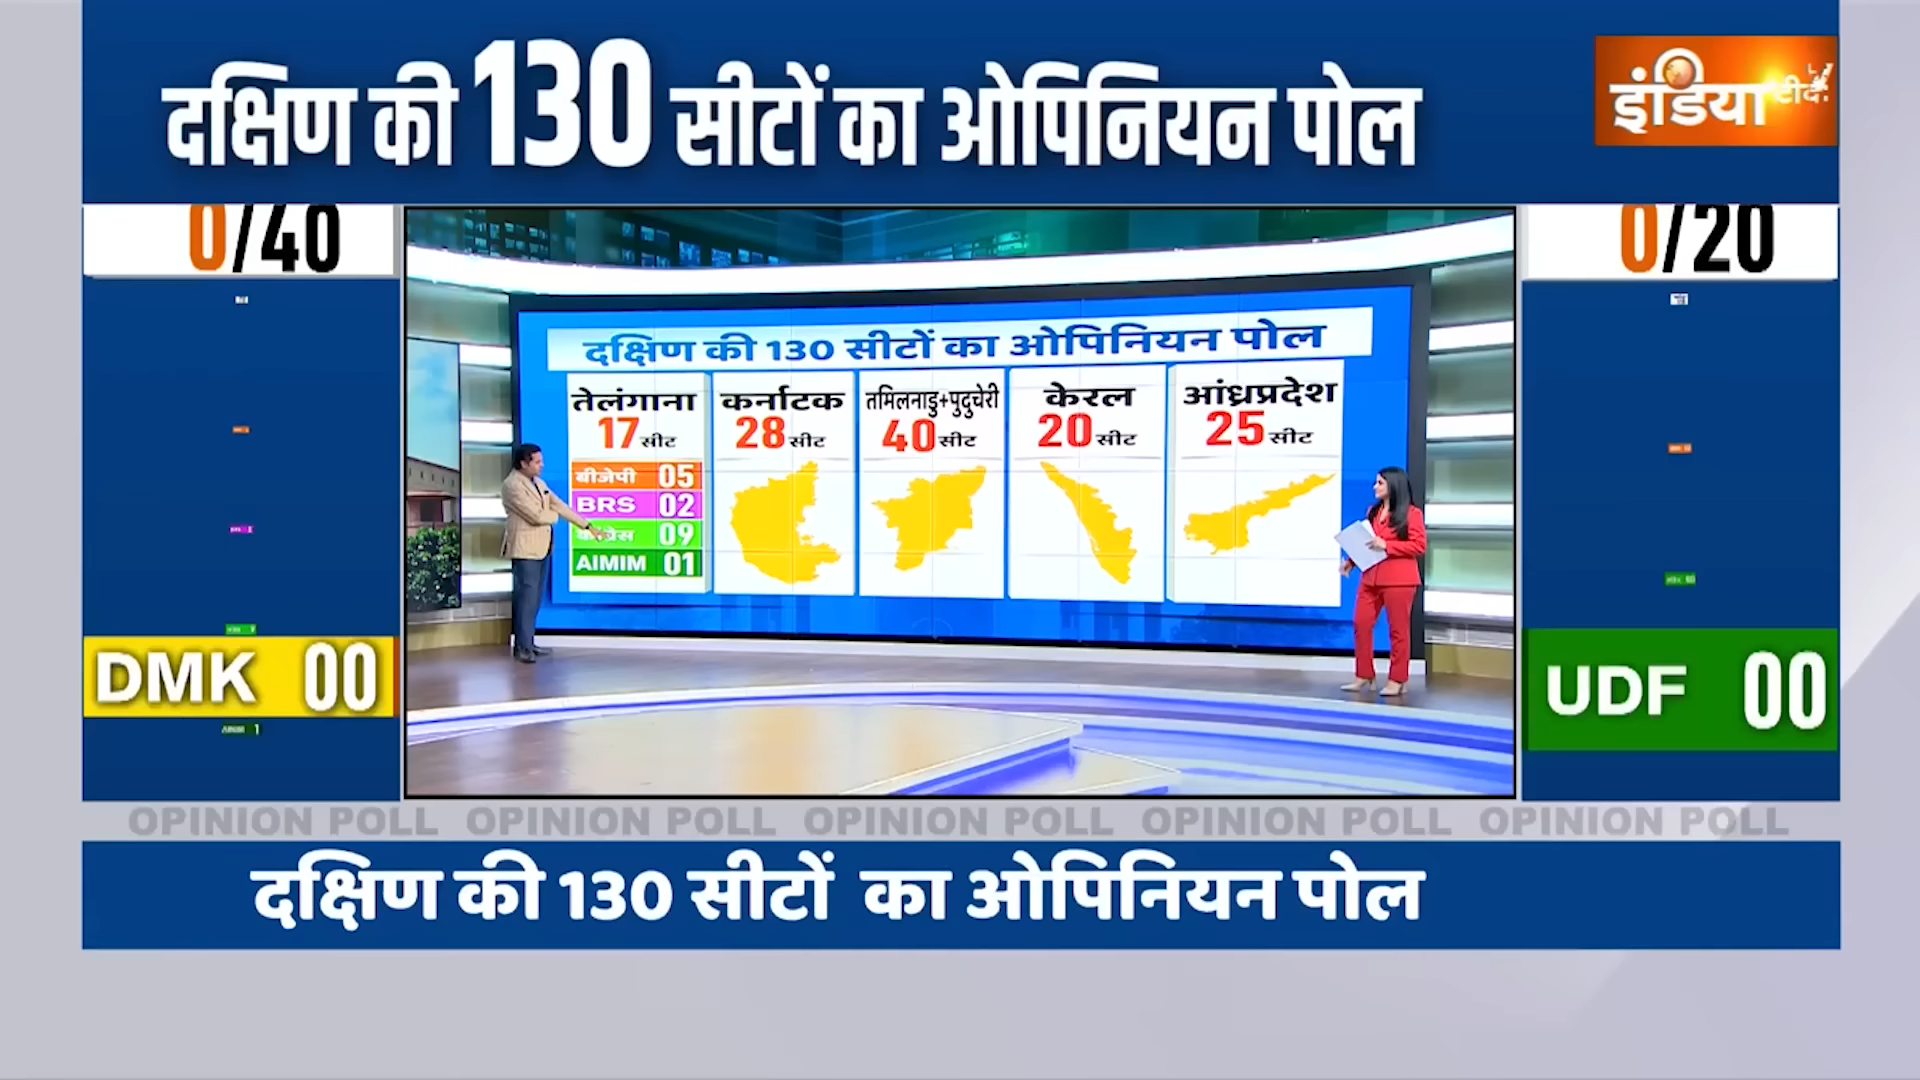 दक्षिण की 130 सीटों का ओपिनियन पोल
इंडिया टीवी
0/40
0/20
दक्षिण की 130 सीटों का ओपिनियन पोल
तेलंगाना
17 सीट
बीजेपी 05
BRS 02
कांग्रेस 09
AIMIM 01
कर्नाटक
28 सीट
तमिलनाडु+पुदुचेरी
40 सीट
केरल
20 सीट
आंध्रप्रदेश
25 सीट
DMK 00
AIMIM 1
UDF 00
OPINION POLL OPINION POLL OPINION POLL OPINION POLL OPINION POLL
दक्षिण की 130 सीटों का ओपिनियन पोल